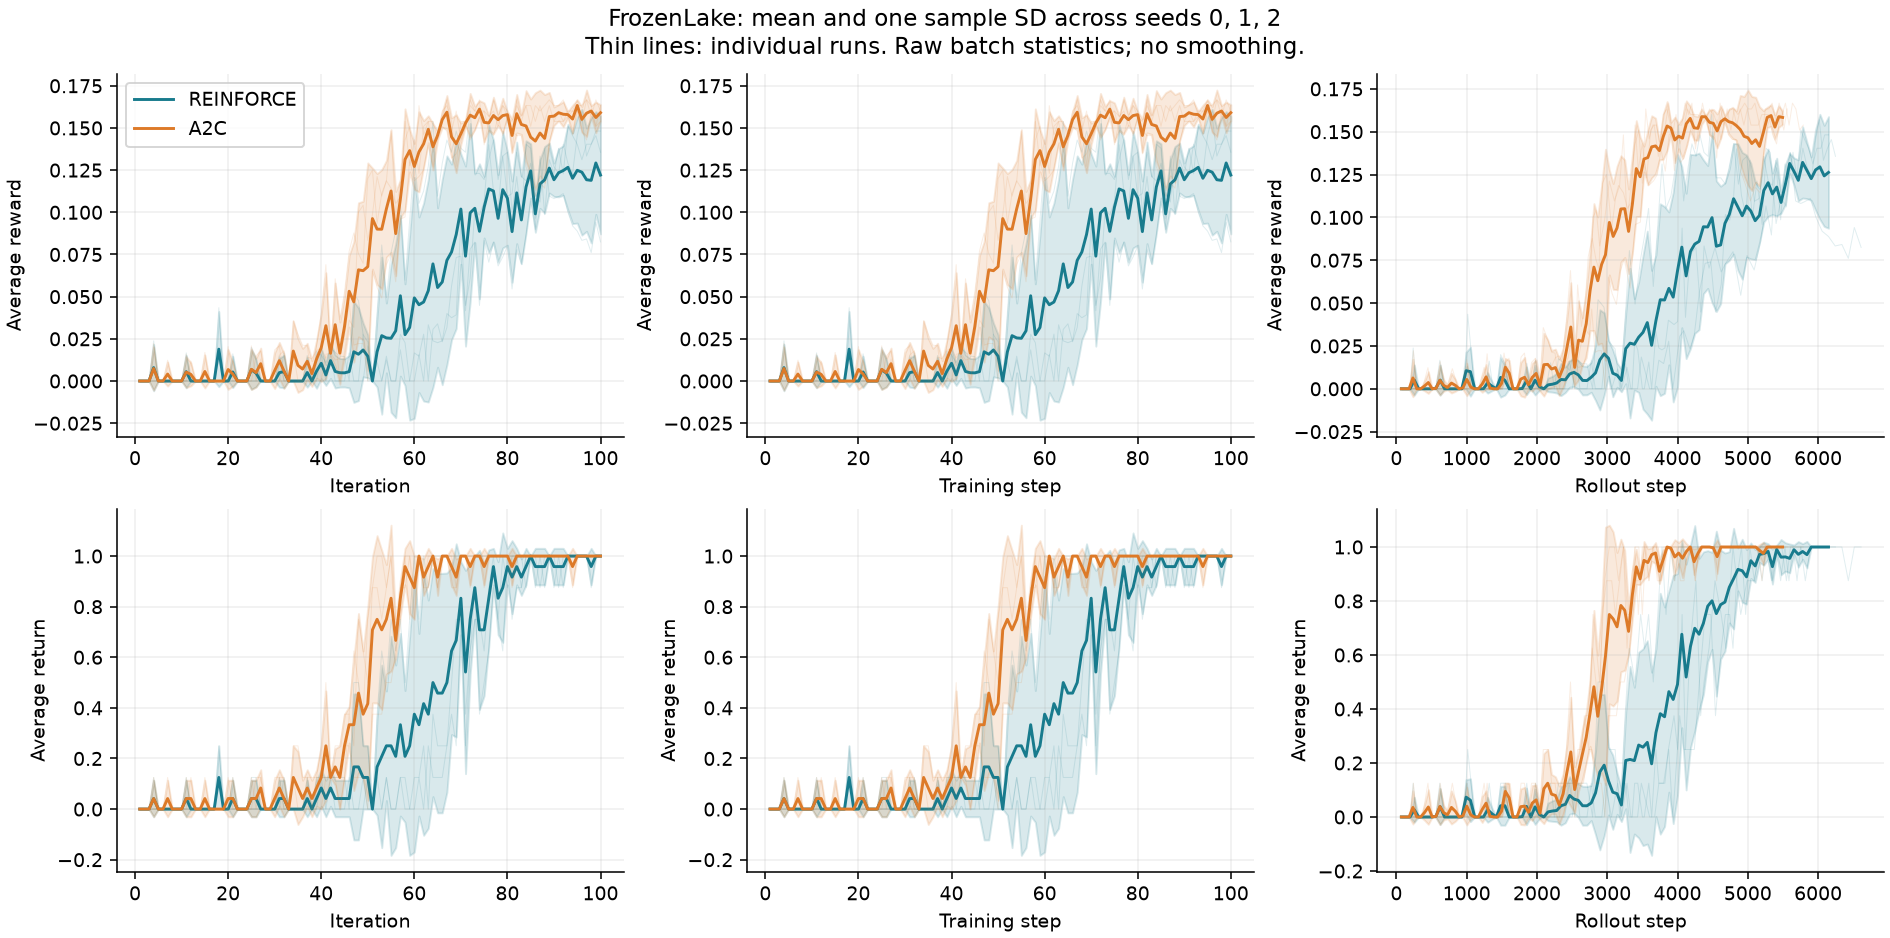 FrozenLake: mean and one sample SD across seeds 0, 1, 2
Thin lines: individual runs. Raw batch statistics; no smoothing.
REINFORCE
A2C
Average reward
0.175
0.150
0.125
0.100
0.075
0.050
0.025
0.000
−0.025
0 20 40 60 80 100
Iteration
Average reward
0.175
0.150
0.125
0.100
0.075
0.050
0.025
0.000
−0.025
0 20 40 60 80 100
Training step
Average reward
0.175
0.150
0.125
0.100
0.075
0.050
0.025
0.000
−0.025
0 1000 2000 3000 4000 5000 6000
Rollout step
Average return
1.0
0.8
0.6
0.4
0.2
0.0
−0.2
0 20 40 60 80 100
Iteration
Average return
1.0
0.8
0.6
0.4
0.2
0.0
−0.2
0 20 40 60 80 100
Training step
Average return
1.0
0.8
0.6
0.4
0.2
0.0
−0.2
0 1000 2000 3000 4000 5000 6000
Rollout step